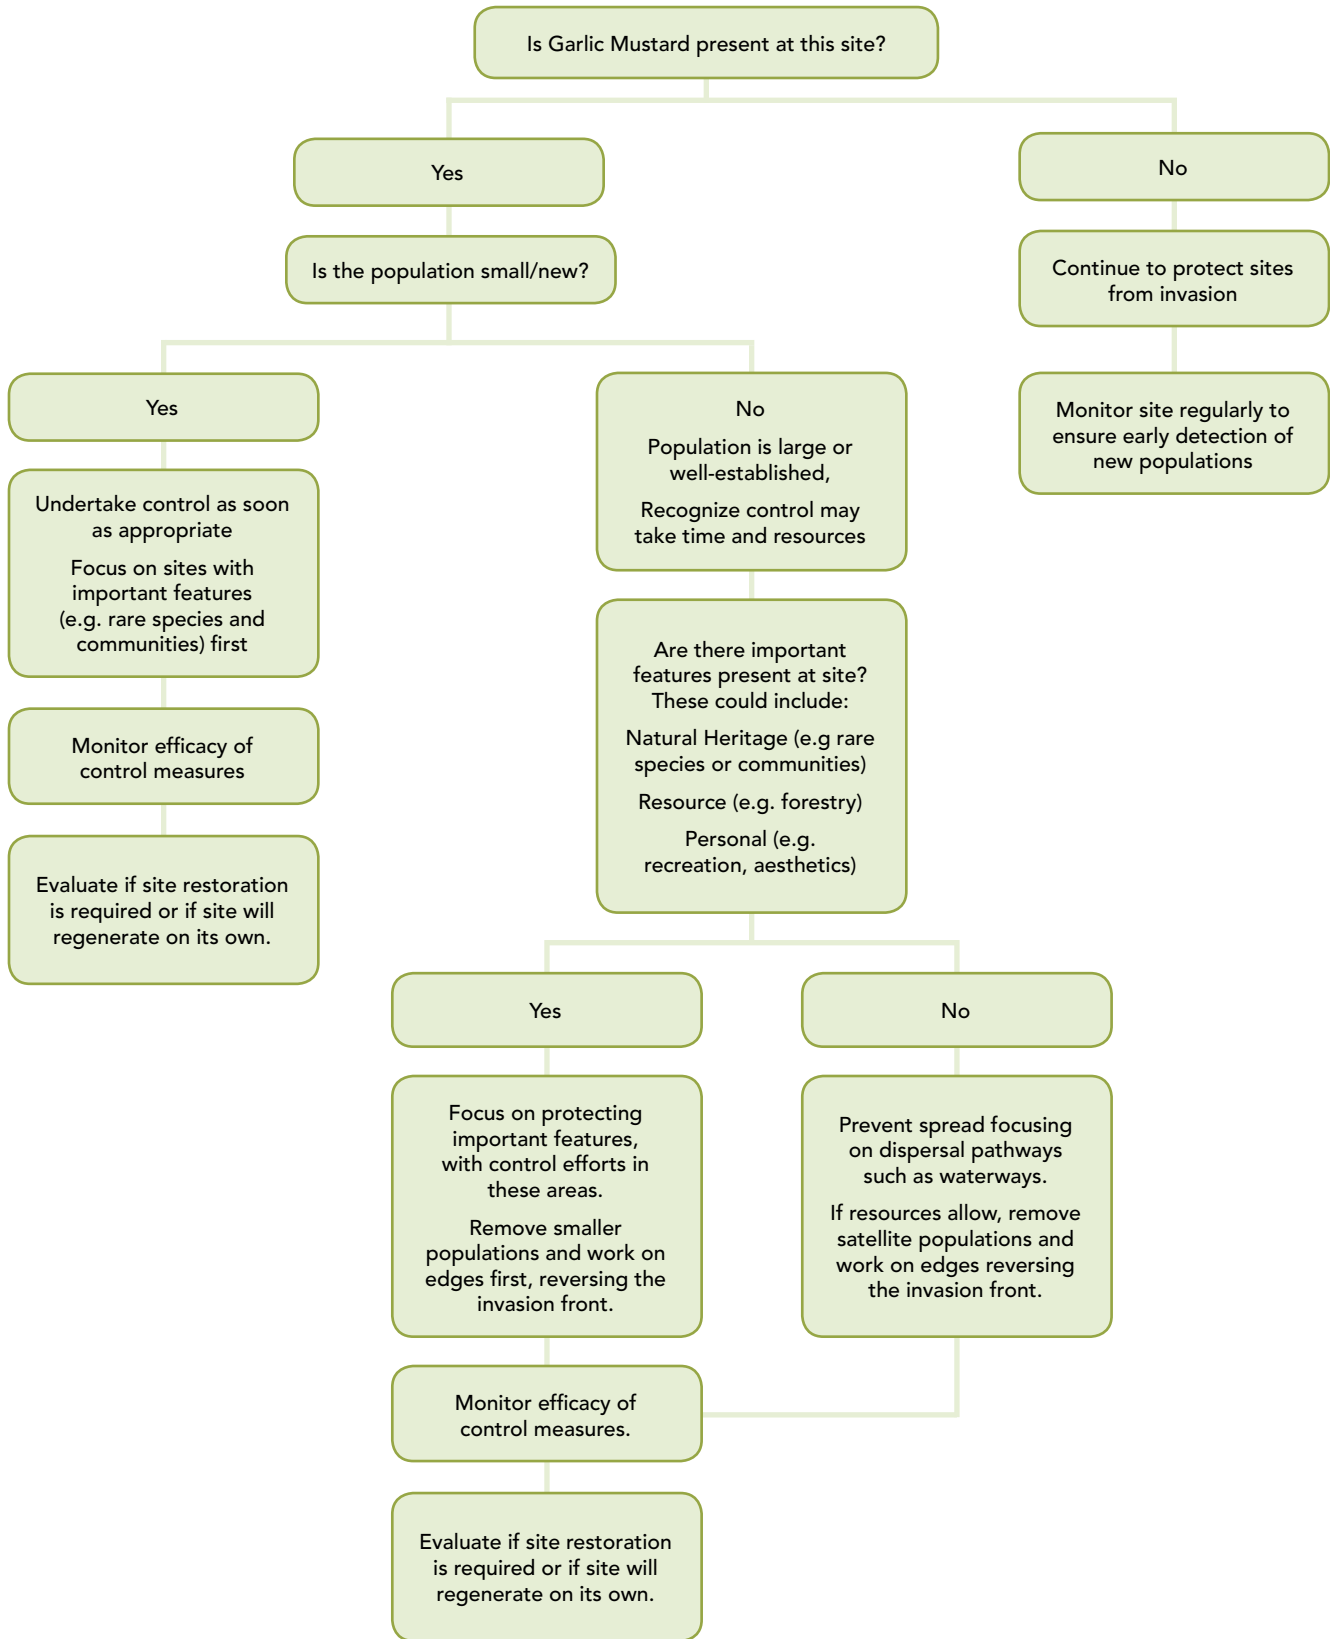 Is Garlic Mustard present at this site?
Yes
No
Is the population small/new?
Continue to protect sites
from invasion
Yes
No
Population is large or
well-established,
Recognize control may
take time and resources
Monitor site regularly to
ensure early detection of
new populations
Undertake control as soon
as appropriate
Focus on sites with
important features
(e.g. rare species and
communities) first
Are there important
features present at site?
These could include:
Natural Heritage (e.g rare
species or communities)
Resource (e.g. forestry)
Personal (e.g.
recreation, aesthetics)
Monitor efficacy of
control measures
Evaluate if site restoration
is required or if site will
regenerate on its own.
Yes
No
Focus on protecting
important features,
with control efforts in
these areas.
Remove smaller
populations and work on
edges first, reversing the
invasion front.
Prevent spread focusing
on dispersal pathways
such as waterways.
If resources allow, remove
satellite populations and
work on edges reversing
the invasion front.
Monitor efficacy of
control measures.
Evaluate if site restoration
is required or if site will
regenerate on its own.